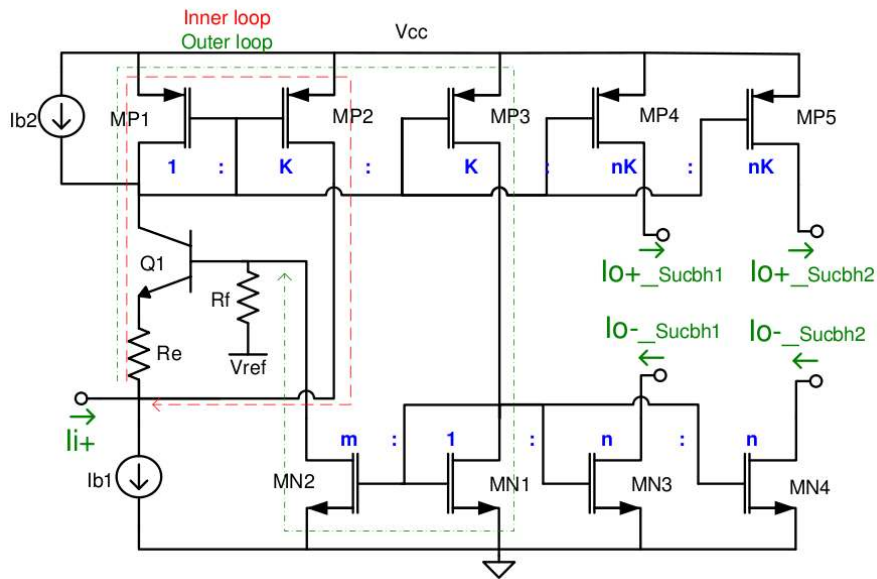 Inner loop
Outer loop
Vcc
Ib2
MP1
MP2
MP3
MP4
MP5
1 : K : K : nK : nK
Q1
Rf
Re
Vref
Io+_Sucbh1
Io+_Sucbh2
Io-_Sucbh1
Io-_Sucbh2
Ii+
m : 1 : n : n
Ib1
MN2
MN1
MN3
MN4